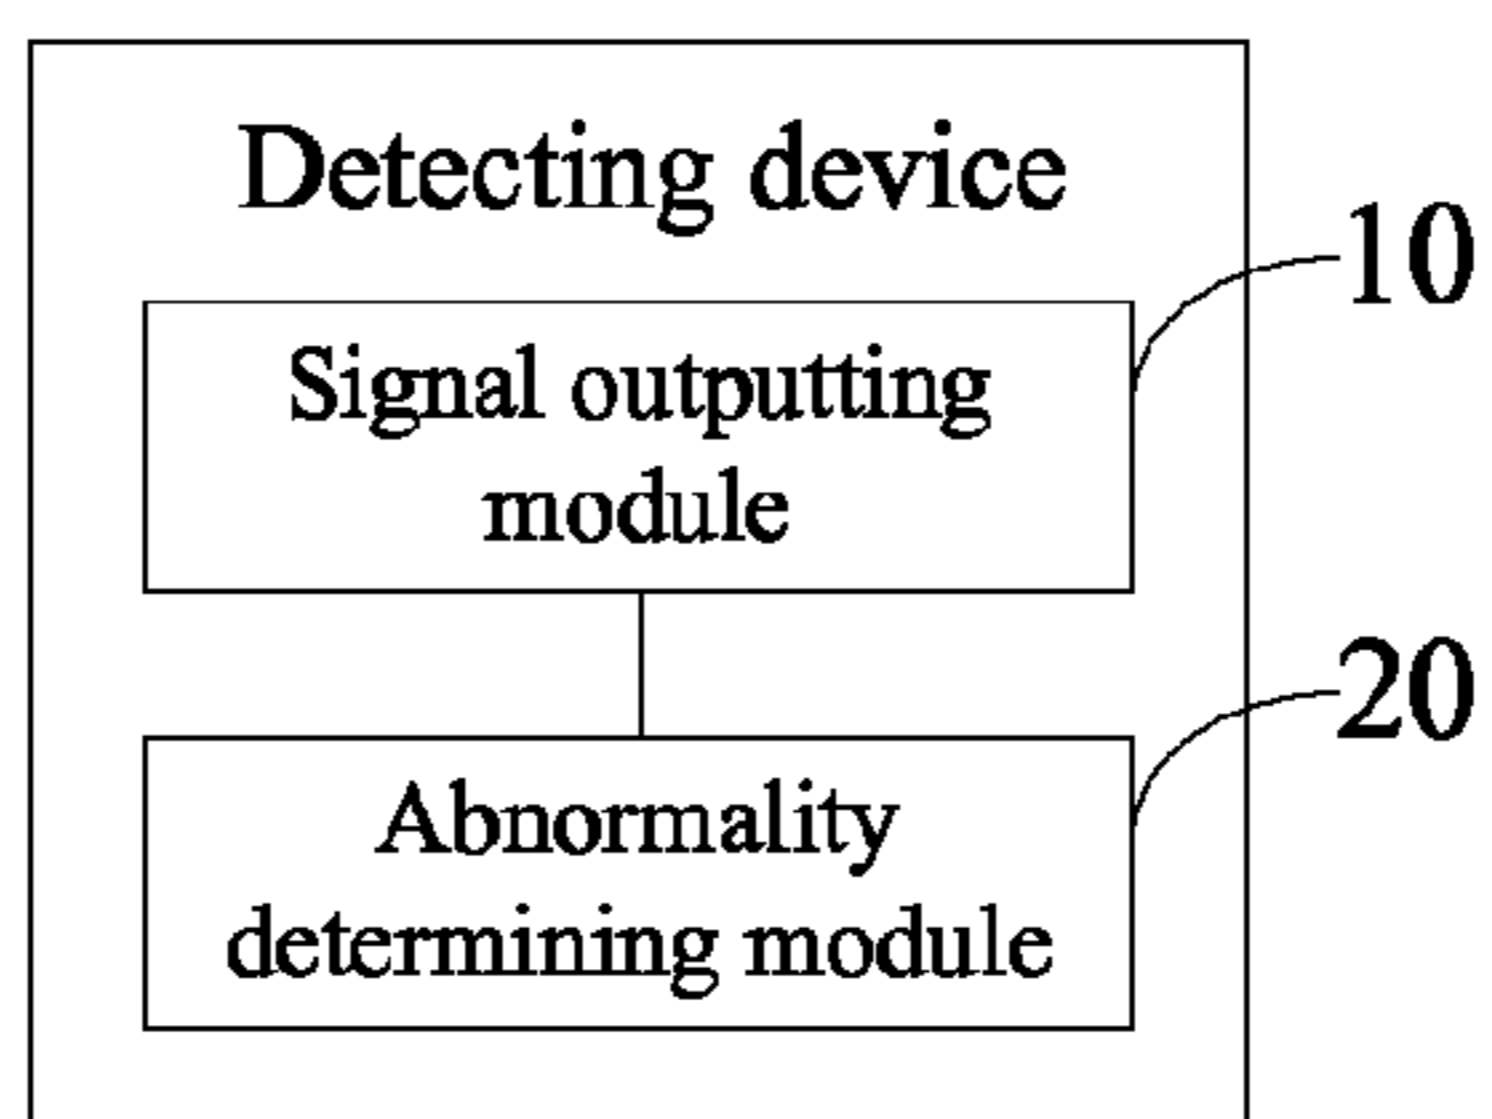 Detecting device
10
Signal outputting
module
20
Abnormality
determining module